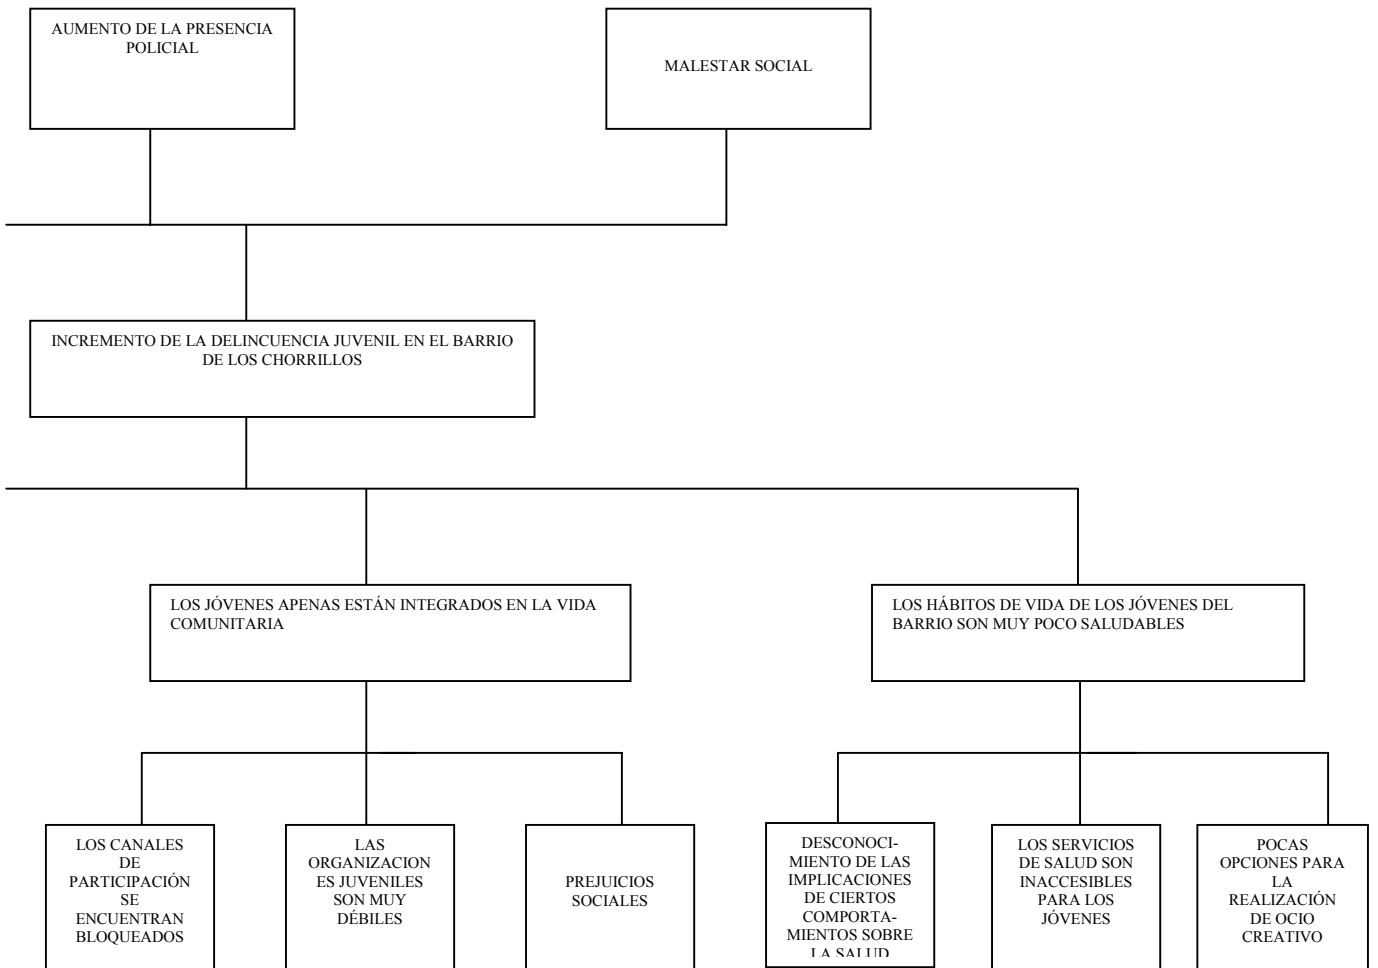 AUMENTO DE LA PRESENCIA
POLICIAL
MALESTAR SOCIAL
INCREMENTO DE LA DELINCUENCIA JUVENIL EN EL BARRIO
DE LOS CHORRILLOS
LOS JÓVENES APENAS ESTÁN INTEGRADOS EN LA VIDA
COMUNITARIA
LOS HÁBITOS DE VIDA DE LOS JÓVENES DEL
BARRIO SON MUY POCO SALUDABLES
LOS CANALES
DE
PARTICIPACIÓN
SE
ENCUENTRAN
BLOQUEADOS
LAS
ORGANIZACION
ES JUVENILES
SON MUY
DÉBILES
PREJUICIOS
SOCIALES
DESCONOCI-
MIENTO DE LAS
IMPLICACIONES
DE CIERTOS
COMPORTA-
MIENTOS SOBRE
LA SALUD
LOS SERVICIOS
DE SALUD SON
INACCESIBLES
PARA LOS
JÓVENES
POCAS
OPCIONES PARA
LA
REALIZACIÓN
DE OCIO
CREATIVO